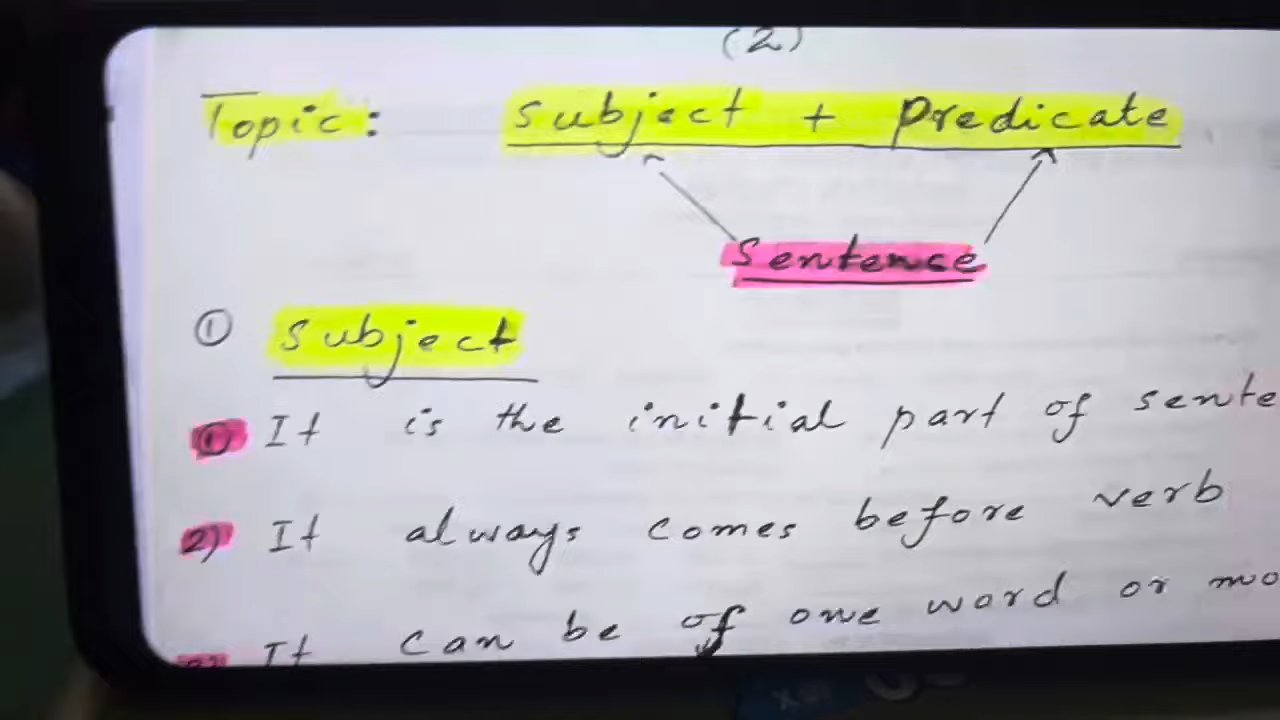 (2)
Topic: Subject + Predicate
Sentence
① Subject
① It is the initial part of sente
2) It always comes before verb
3) It can be of one word or mo